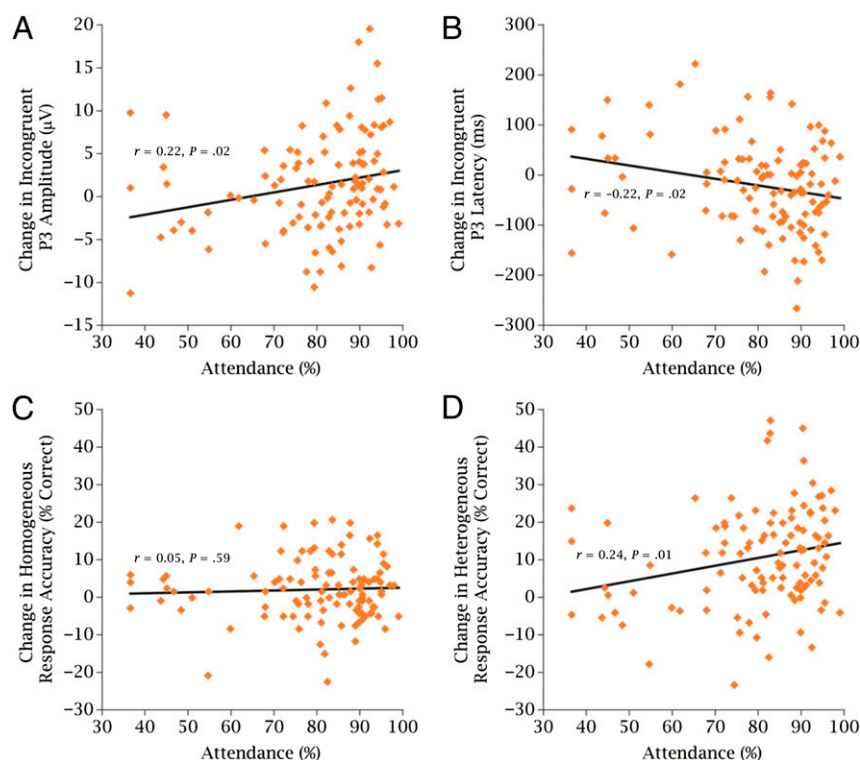 A
Change in Incongruent
P3 Amplitude (µV)
20
15
10
5
0
−5
−10
−15
r = 0.22, P = .02
30 40 50 60 70 80 90 100
Attendance (%)
B
Change in Incongruent
P3 Latency (ms)
300
200
100
0
−100
−200
−300
r = −0.22, P = .02
30 40 50 60 70 80 90 100
Attendance (%)
C
Change in Homogeneous
Response Accuracy (% Correct)
50
40
30
20
10
0
−10
−20
−30
r = 0.05, P = .59
30 40 50 60 70 80 90 100
Attendance (%)
D
Change in Heterogeneous
Response Accuracy (% Correct)
50
40
30
20
10
0
−10
−20
−30
r = 0.24, P = .01
30 40 50 60 70 80 90 100
Attendance (%)